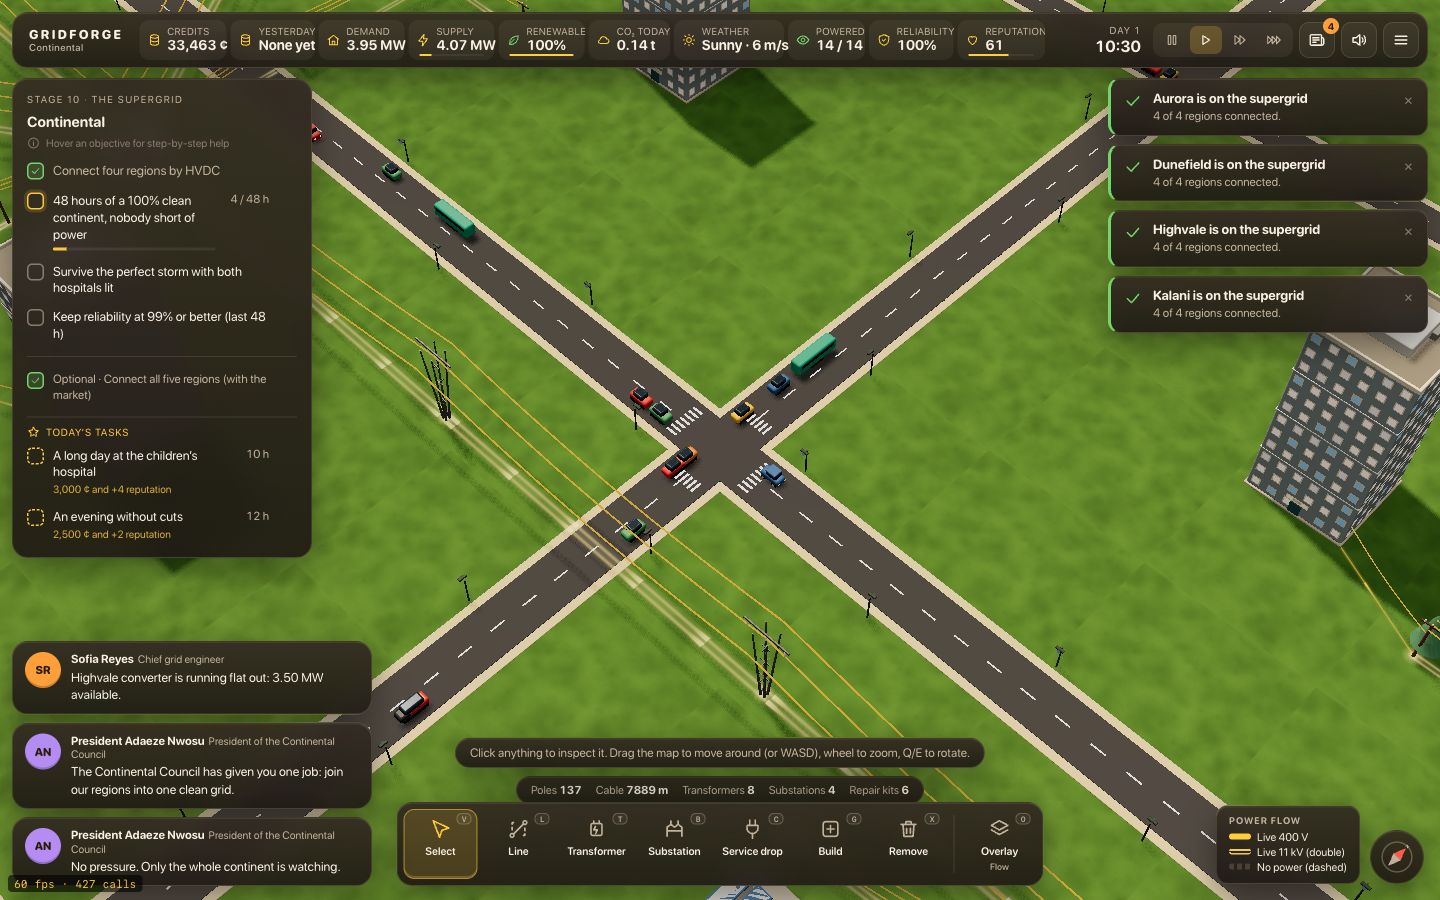 GRIDFORGE
Continental
CREDITS
33,463 ¢
YESTERDAY
None yet
DEMAND
3.95 MW
SUPPLY
4.07 MW
RENEWABLE
100%
CO₂ TODAY
0.14 t
WEATHER
Sunny · 6 m/s
POWERED
14 / 14
RELIABILITY
100%
REPUTATION
61
DAY 1
10:30
4
STAGE 10 · THE SUPERGRID
Continental
Hover an objective for step-by-step help
Connect four regions by HVDC
48 hours of a 100% clean 4 / 48 h
continent, nobody short of
power
Survive the perfect storm with both
hospitals lit
Keep reliability at 99% or better (last 48
h)
Optional · Connect all five regions (with the
market)
TODAY'S TASKS
A long day at the children's 10 h
hospital
3,000 ¢ and +4 reputation
An evening without cuts 12 h
2,500 ¢ and +2 reputation
Aurora is on the supergrid ×
4 of 4 regions connected.
Dunefield is on the supergrid ×
4 of 4 regions connected.
Highvale is on the supergrid ×
4 of 4 regions connected.
Kalani is on the supergrid ×
4 of 4 regions connected.
SR
Sofia Reyes Chief grid engineer
Highvale converter is running flat out: 3.50 MW
available.
AN
President Adaeze Nwosu President of the Continental
Council
The Continental Council has given you one job: join
our regions into one clean grid.
AN
President Adaeze Nwosu President of the Continental
Council
No pressure. Only the whole continent is watching.
60 fps · 427 calls
Click anything to inspect it. Drag the map to move around (or WASD), wheel to zoom, Q/E to rotate.
Poles 137 Cable 7889 m Transformers 8 Substations 4 Repair kits 6
V
Select
L
Line
T
Transformer
B
Substation
C
Service drop
G
Build
X
Remove
O
Overlay
Flow
POWER FLOW
Live 400 V
Live 11 kV (double)
No power (dashed)